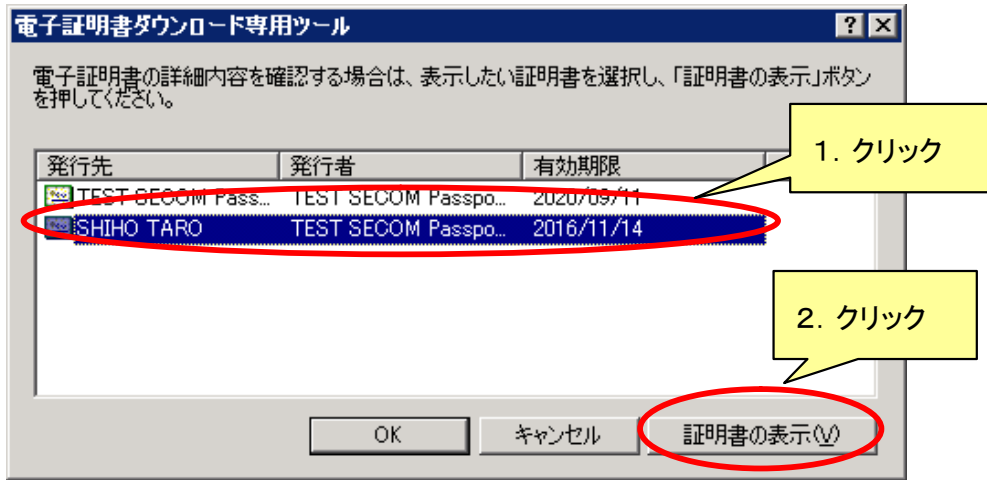 電子証明書ダウンロード専用ツール
電子証明書の詳細内容を確認する場合は、表示したい証明書を選択し、「証明書の表示」ボタン
を押してください。
1. クリック
発行先 発行者 有効期限
TEST SECOM Pass... TEST SECOM Passpo... 2020/09/11
SHIHO TARO TEST SECOM Passpo... 2016/11/14
2. クリック
OK キャンセル 証明書の表示(V)